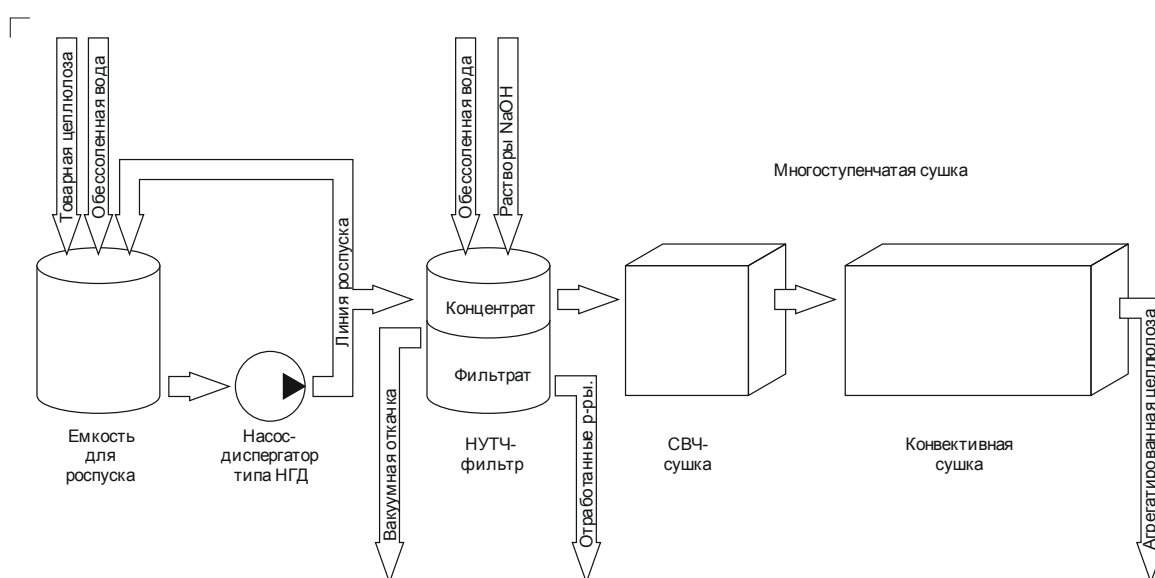 Товарная целлюлоза
Обессоленная вода
Обессоленная вода
Растворы NaOH
Многоступенчатая сушка
Линия роспуска
Концентрат
Фильтрат
Емкость
для
роспуска
Насос-
диспергатор
типа НГД
Вакуумная откачка
НУТЧ-
фильтр
Отработанные р-ры.
СВЧ-
сушка
Конвективная
сушка
Агрегатированная целлюлоза